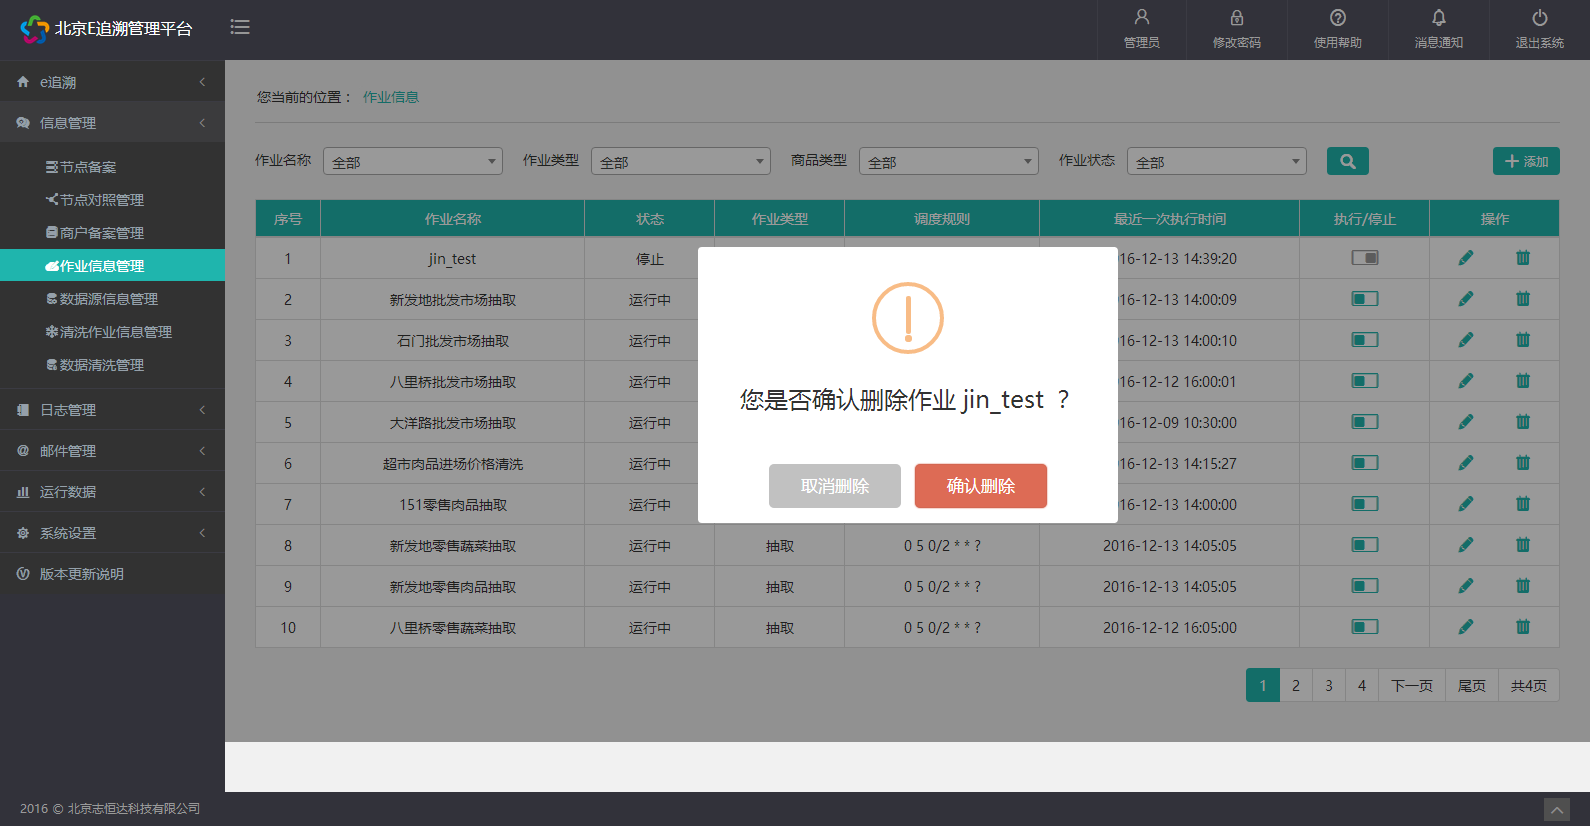 北京E追溯管理平台
管理员 修改密码 使用帮助 消息通知 退出系统
e追溯
信息管理
节点备案
节点对照管理
商户备案管理
作业信息管理
数据源信息管理
清洗作业信息管理
数据清洗管理
日志管理
邮件管理
运行数据
系统设置
版本更新说明
您当前的位置： 作业信息
作业名称 全部 作业类型 全部 商品类型 全部 作业状态 全部 添加
序号 作业名称 状态 作业类型 调度规则 最近一次执行时间 执行/停止 操作
1 jin_test 停止 16-12-13 14:39:20
2 新发地批发市场抽取 运行中 16-12-13 14:00:09
3 石门批发市场抽取 运行中 16-12-13 14:00:10
4 八里桥批发市场抽取 运行中 16-12-12 16:00:01
5 大洋路批发市场抽取 运行中 16-12-09 10:30:00
6 超市肉品进场价格清洗 运行中 16-12-13 14:15:27
7 151零售肉品抽取 运行中 16-12-13 14:00:00
8 新发地零售蔬菜抽取 运行中 抽取 0 5 0/2 * * ? 2016-12-13 14:05:05
9 新发地零售肉品抽取 运行中 抽取 0 5 0/2 * * ? 2016-12-13 14:05:05
10 八里桥零售蔬菜抽取 运行中 抽取 0 5 0/2 * * ? 2016-12-12 16:05:00
您是否确认删除作业 jin_test ？
取消删除 确认删除
1 2 3 4 下一页 尾页 共4页
2016 © 北京志恒达科技有限公司